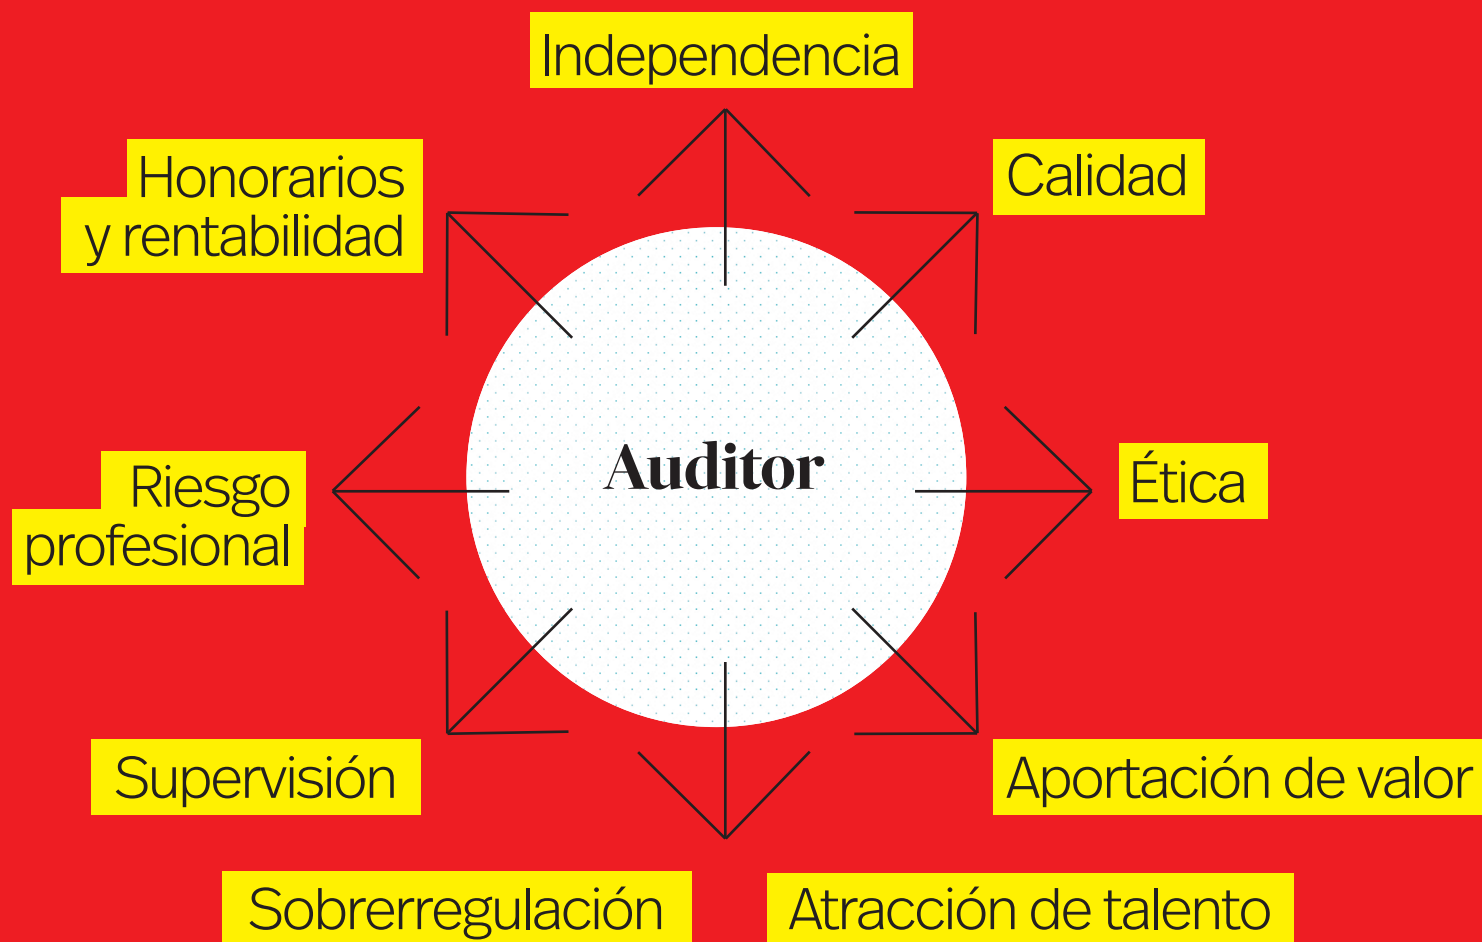 Independencia
Honorarios
y rentabilidad
Calidad
Auditor
Riesgo
profesional
Ética
Supervisión
Aportación de valor
Sobrerregulación
Atracción de talento